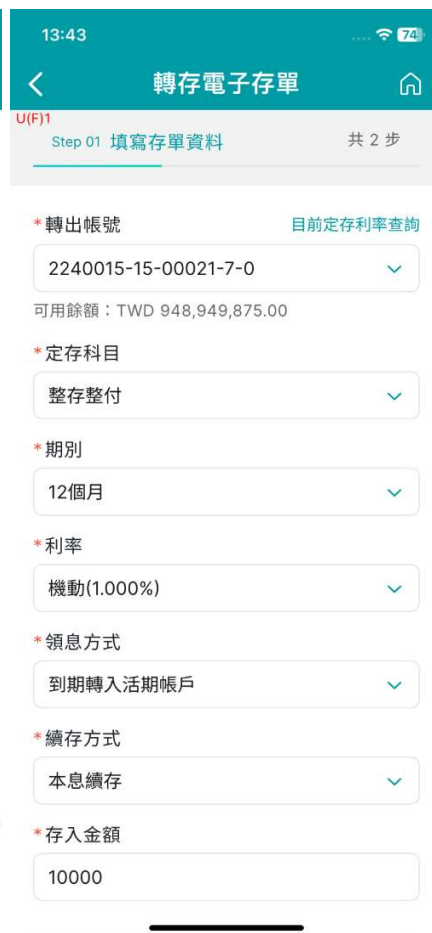 13:43
74
轉存電子存單
U(F)1
Step 01 填寫存單資料 共 2 步
*轉出帳號 目前定存利率查詢
2240015-15-00021-7-0
可用餘額：TWD 948,949,875.00
*定存科目
整存整付
*期別
12個月
*利率
機動(1.000%)
*領息方式
到期轉入活期帳戶
*續存方式
本息續存
*存入金額
10000